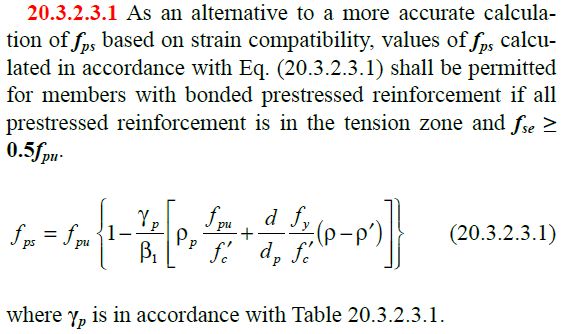 20.3.2.3.1 As an alternative to a more accurate calcula-
tion of fps based on strain compatibility, values of fps calcu-
lated in accordance with Eq. (20.3.2.3.1) shall be permitted
for members with bonded prestressed reinforcement if all
prestressed reinforcement is in the tension zone and fse ≥
0.5fpu.
fps = fpu {1 − γp/β1 [ρp fpu/f′c + d/dp fy/f′c (ρ − ρ′)]} (20.3.2.3.1)
where γp is in accordance with Table 20.3.2.3.1.